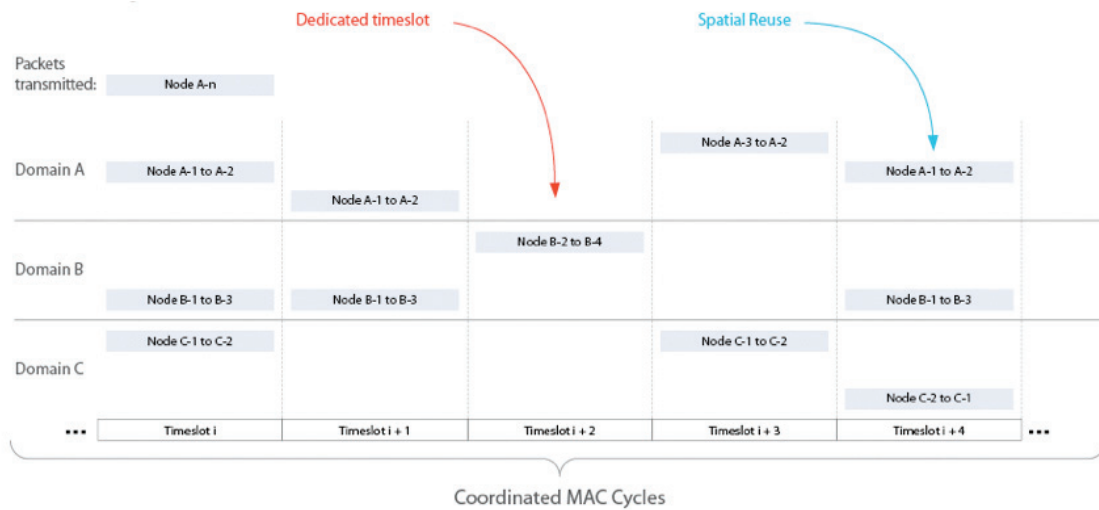 Dedicated timeslot
Spatial Reuse
Packets
transmitted:
Node A-n
Node A-3 to A-2
Domain A
Node A-1 to A-2
Node A-1 to A-2
Node A-1 to A-2
Node B-2 to B-4
Domain B
Node B-1 to B-3
Node B-1 to B-3
Node B-1 to B-3
Node C-1 to C-2
Node C-1 to C-2
Domain C
Node C-2 to C-1
... Timeslot i Timeslot i + 1 Timeslot i + 2 Timeslot i + 3 Timeslot i + 4 ...
Coordinated MAC Cycles